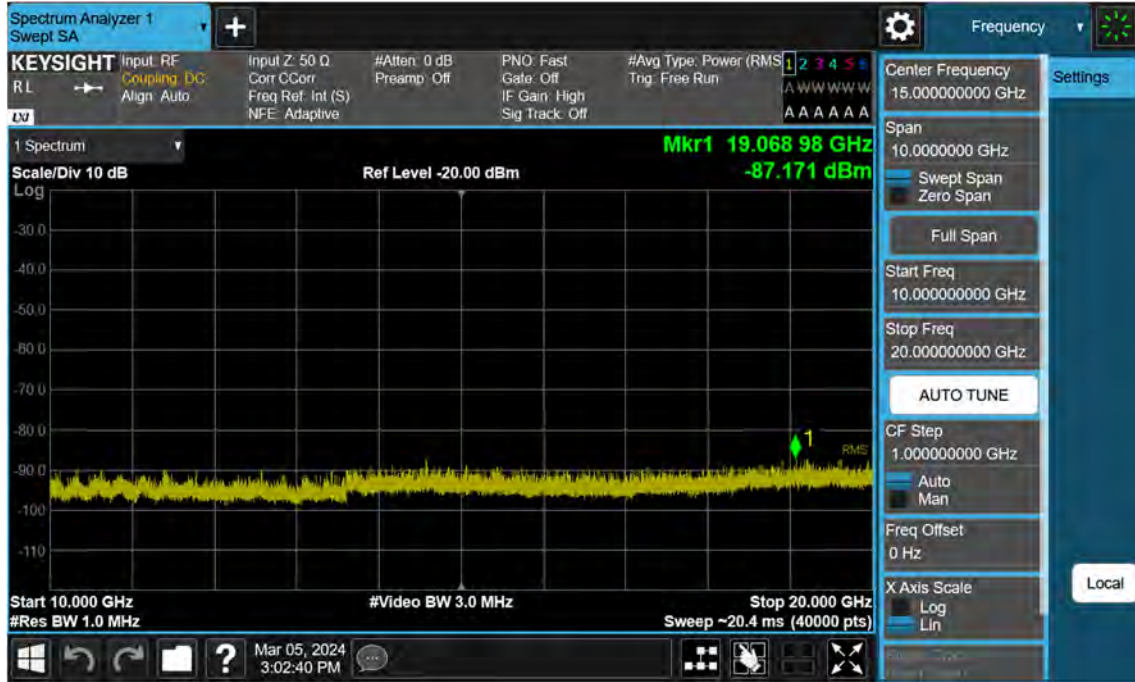 Spectrum Analyzer 1
Swept SA
Frequency
KEYSIGHT
RL
LXI
Input: RF
Coupling: DC
Align: Auto
Input Z: 50 Ω
Corr CCorr
Freq Ref: Int (S)
NFE: Adaptive
#Atten: 0 dB
Preamp: Off
PNO: Fast
Gate: Off
IF Gain: High
Sig Track: Off
#Avg Type: Power (RMS
Trig: Free Run
1 2 3 4 5 6
A W W W W W
A A A A A A
1 Spectrum
Scale/Div 10 dB
Log
Ref Level -20.00 dBm
Mkr1 19.068 98 GHz
-87.171 dBm
-30.0
-40.0
-50.0
-60.0
-70.0
-80.0
-90.0
-100
-110
1
RMS
Start 10.000 GHz
#Res BW 1.0 MHz
#Video BW 3.0 MHz
Stop 20.000 GHz
Sweep ~20.4 ms (40000 pts)
Center Frequency
15.000000000 GHz
Settings
Span
10.0000000 GHz
Swept Span
Zero Span
Full Span
Start Freq
10.000000000 GHz
Stop Freq
20.000000000 GHz
AUTO TUNE
CF Step
1.000000000 GHz
Auto
Man
Freq Offset
0 Hz
X Axis Scale
Log
Lin
Local
?
Mar 05, 2024
3:02:40 PM